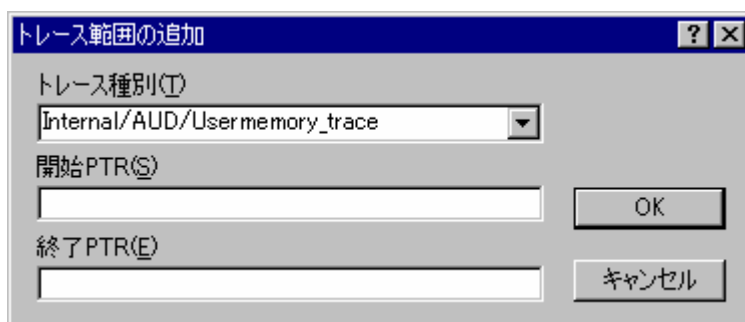 トレース範囲の追加
トレース種別(T)
Internal/AUD/Usermemory_trace
開始PTR(S)
OK
終了PTR(E)
キャンセル